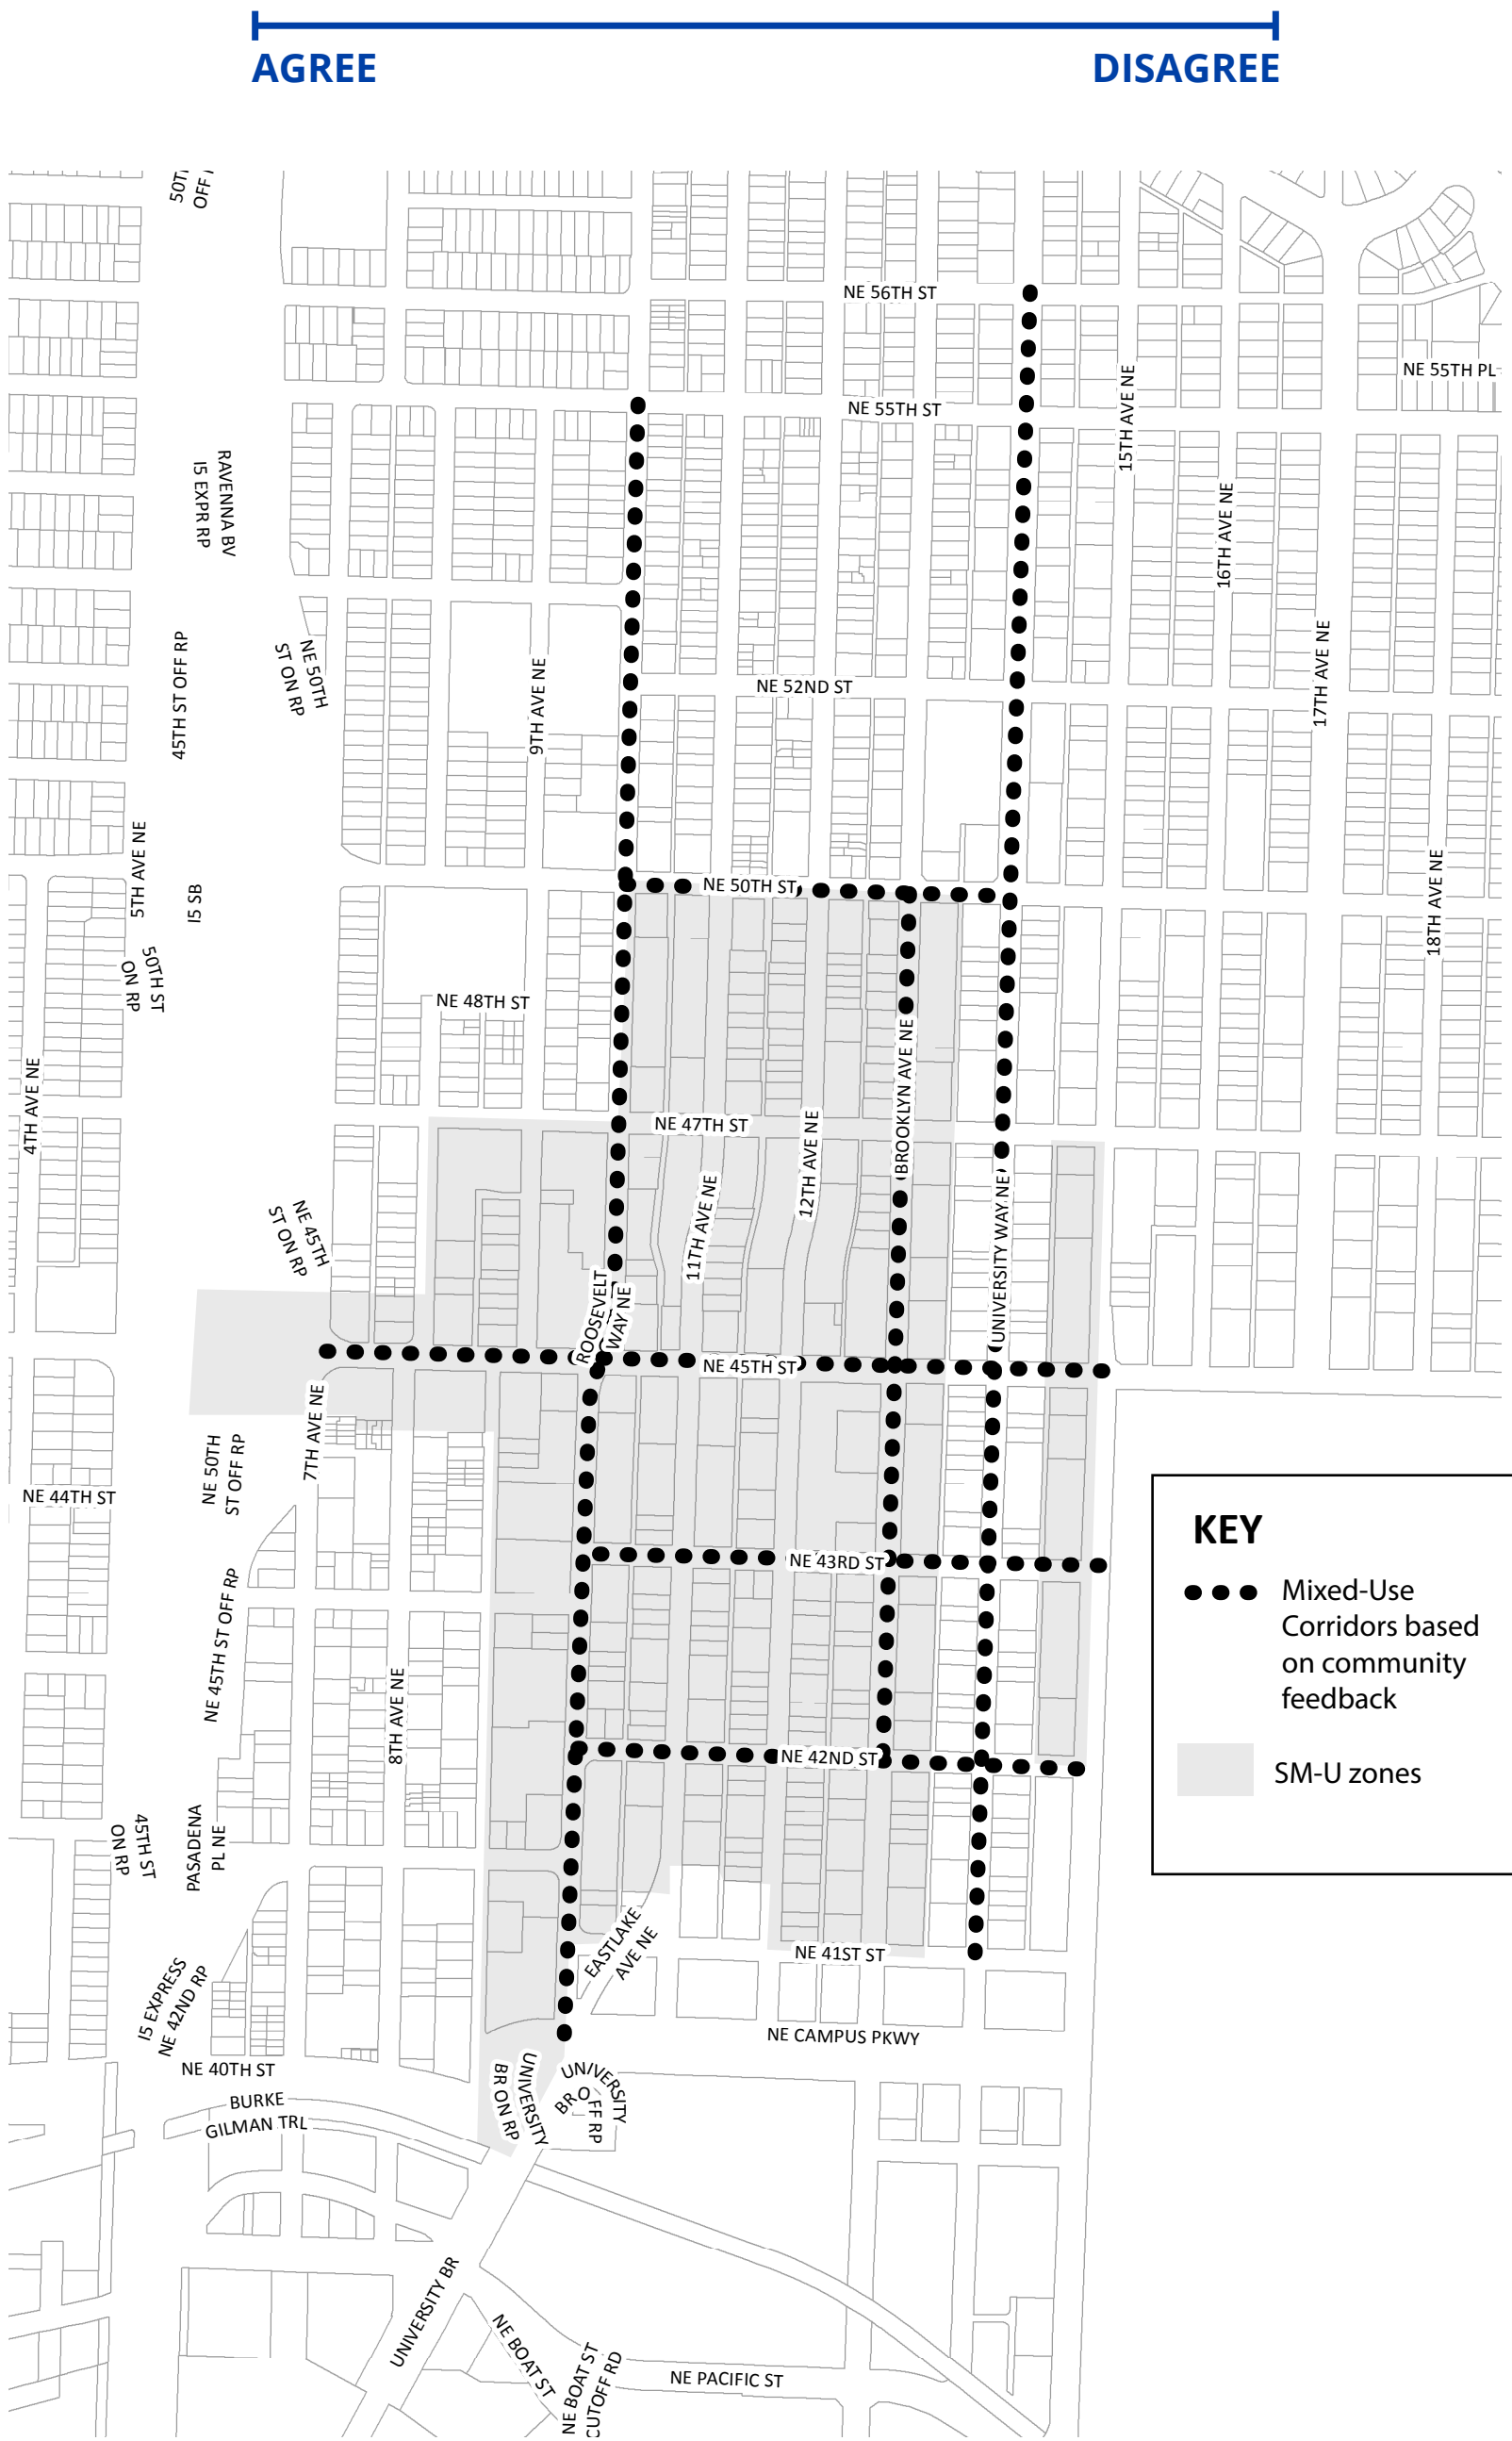 AGREE
DISAGREE
50T
OFF
NE 56TH ST
NE 55TH PL
15TH AVE NE
NE 55TH ST
RAVENNA BV
I5 EXPR RP
16TH AVE NE
17TH AVE NE
45TH ST OFF RP
NE 50TH
ST ON RP
9TH AVE NE
NE 52ND ST
5TH AVE NE
I5 SB
NE 50TH ST
18TH AVE NE
50TH ST
ON RP
NE 48TH ST
4TH AVE NE
BROOKLYN AVE NE
NE 47TH ST
12TH AVE NE
11TH AVE NE
UNIVERSITY WAY NE
NE 45TH
ST ON RP
ROOSEVELT
WAY NE
NE 45TH ST
7TH AVE NE
NE 50TH
ST OFF RP
NE 44TH ST
KEY
NE 43RD ST
Mixed-Use
Corridors based
on community
feedback
NE 45TH ST OFF RP
8TH AVE NE
NE 42ND ST
SM-U zones
45TH ST
ON RP
PASADENA
PL NE
EASTLAKE
AVE NE
NE 41ST ST
I5 EXPRESS
NE 42ND RP
NE CAMPUS PKWY
NE 40TH ST
UNIVERSITY
BR ON RP
UNIVERSITY
BR OFF RP
BURKE
GILMAN TRL
UNIVERSITY BR
NE BOAT ST
NE BOAT ST
CUTOFF RD
NE PACIFIC ST